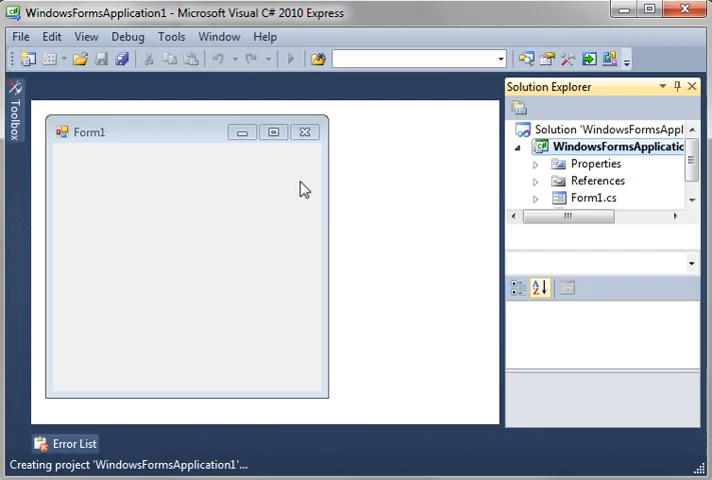 WindowsFormsApplication1 - Microsoft Visual C# 2010 Express
File Edit View Debug Tools Window Help
Toolbox
Form1
Solution Explorer
Solution 'WindowsFormsAppl
WindowsFormsApplicatic
Properties
References
Form1.cs
Error List
Creating project 'WindowsFormsApplication1'...